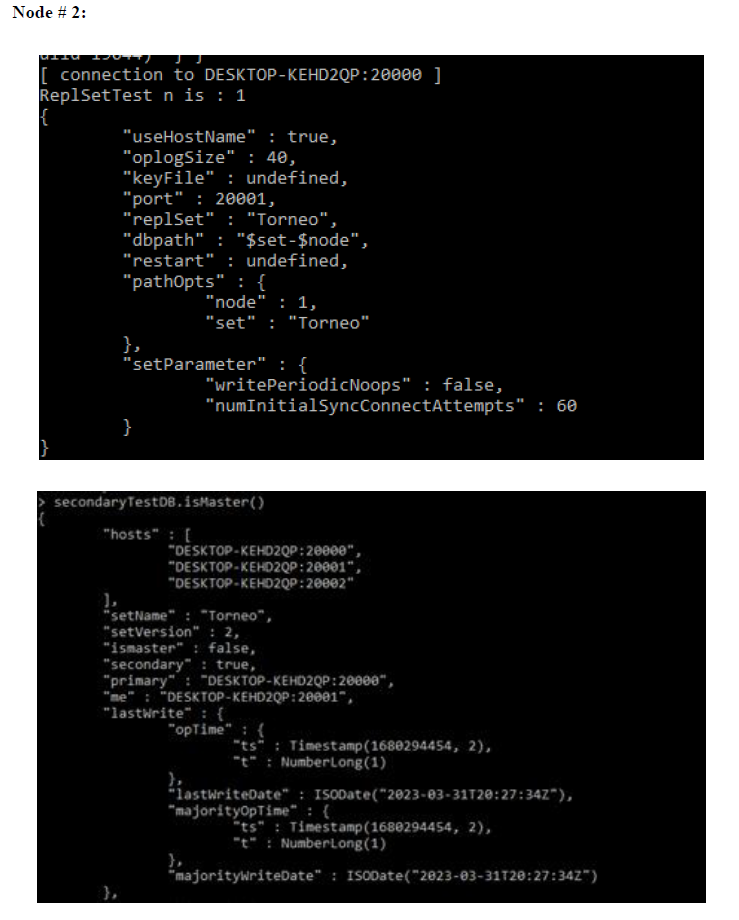 Node # 2:
[ connection to DESKTOP-KEHD2QP:20000 ]
ReplSetTest n is : 1
{
"useHostName" : true,
"oplogSize" : 40,
"keyFile" : undefined,
"port" : 20001,
"replSet" : "Torneo",
"dbpath" : "$set-$node",
"restart" : undefined,
"pathOpts" : {
"node" : 1,
"set" : "Torneo"
},
"setParameter" : {
"writePeriodicNoops" : false,
"numInitialSyncConnectAttempts" : 60
}
}
> secondaryTestDB.isMaster()
{
"hosts" : [
"DESKTOP-KEHD2QP:20000",
"DESKTOP-KEHD2QP:20001",
"DESKTOP-KEHD2QP:20002"
],
"setName" : "Torneo",
"setVersion" : 2,
"ismaster" : false,
"secondary" : true,
"primary" : "DESKTOP-KEHD2QP:20000",
"me" : "DESKTOP-KEHD2QP:20001",
"lastWrite" : {
"opTime" : {
"ts" : Timestamp(1680294454, 2),
"t" : NumberLong(1)
},
"lastWriteDate" : ISODate("2023-03-31T20:27:34Z"),
"majorityOpTime" : {
"ts" : Timestamp(1680294454, 2),
"t" : NumberLong(1)
},
"majorityWriteDate" : ISODate("2023-03-31T20:27:34Z")
},